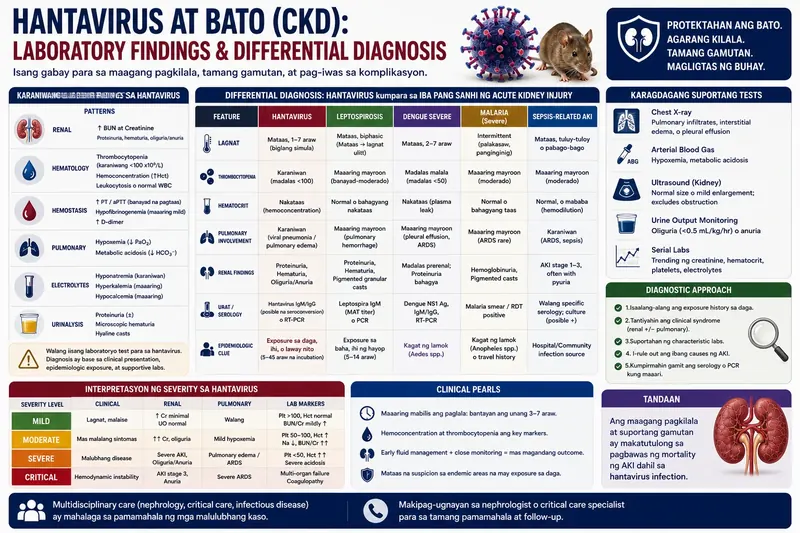 HANTAVIRUS AT BATO (CKD):
LABORATORY FINDINGS & DIFFERENTIAL DIAGNOSIS
Isang gabay para sa maagang pagkilala, tamang gamutan, at pag-iwas sa komplikasyon.
PROTEKTAHAN ANG BATO.
AGARANG KILALA.
TAMANG GAMUTAN.
MAGLIGTAS NG BUHAY.
SA HANTAVIRUS
PATTERNS
RENAL
↑ BUN at Creatinine
Proteinuria, hematuria, oliguria/anuria
HEMATOLOGY
Thrombocytopenia
(karaniwang <100 x10⁹/L)
Hemoconcentration (↑Hct)
Leukocytosis o normal WBC
HEMOSTASIS
↑ PT / aPTT (banayad na pagtaas)
Hypofibrinogenemia (maaaring mild)
↑ D-dimer
PULMONARY
Hypoxemia (↓ PaO₂)
Metabolic acidosis (↓ HCO₃⁻)
ELECTROLYTES
Hyponatremia (karaniwan)
Hyperkalemia (maaaring)
Hypocalcemia (maaaring)
URINALYSIS
Proteinuria (±)
Microscopic hematuria
Hyaline casts
Walang iisang laboratory test para sa hantavirus.
Diagnosis ay base sa clinical presentation,
epidemiologic exposure, at supportive labs.
DIFFERENTIAL DIAGNOSIS: HANTAVIRUS kumpara sa IBA PANG SANHI NG ACUTE KIDNEY INJURY
FEATURE HANTAVIRUS LEPTOSPIROSIS DENGUE SEVERE MALARIA (Severe) SEPSIS-RELATED AKI
LAGNAT
Mataas, 1–7 araw
(biglang simula)
Mataas, biphasic
(Mataas → lagnat
ulit)
Mataas, 2–7 araw
Intermittent
(palakasaw,
panginginig)
Mataas, tuluy-tuloy
o pabago-bago
THROMBOCYTOPENIA
Karaniwan
(madalas <100)
Maaaring mayroon
(banayad-moderado)
Madalas malala
(madalas <50)
Maaaring mayroon
(moderado)
Maaaring mayroon
(moderado)
HEMATOCRIT
Nakataas
(hemoconcentration)
Normal o bahagyang
nakataas
Nakataas (plasma leak)
Normal o
bahagyang taas
Normal, o mababa
(hemodilution)
PULMONARY
INVOLVEMENT
Karaniwan
(viral pneumonia /
pulmonary edema)
Maaaring mayroon
(pulmonary
hemorrhage)
Maaaring mayroon
(pleural effusion,
ARDS)
Maaaring mayroon
(ARDS rare)
Karaniwan
(ARDS, sepsis)
RENAL FINDINGS
Proteinuria,
Hematuria,
Oliguria/Anuria
Proteinuria,
Hematuria,
Pigmented granular
casts
Madalas prerenal;
Proteinuria
bahagya
Hemoglobinuria,
Pigmented casts
AKI stage 1–3,
often with
pyuria
SEROLOGY
Hantavirus IgM/IgG
(posible na seroconversion)
o RT-PCR
Leptospira IgM
(MAT titer)
o PCR
Dengue NS1 Ag,
IgM/IgG,
RT-PCR
Malaria smear / RDT
positive
Walang specific
serology; culture
(posible +)
EPIDEMIOLOGIC
CLUE
Exposure sa daga,
ihi, o laway nito
(5–45 araw na incubation)
Exposure sa
baha, ihi ng hayop
(5–14 araw)
Kagat ng lamok
(Aedes spp.)
Kagat ng lamok
(Anopheles spp.)
o travel history
Hospital/Community
infection source
KARAGDAGANG SUPORTANG TESTS
Chest X-ray
Pulmonary infiltrates, interstitial
edema, o pleural effusion
ABG
Arterial Blood Gas
Hypoxemia, metabolic acidosis
Ultrasound (Kidney)
Normal size o mild enlargement;
excludes obstruction
Urine Output Monitoring
Oliguria (<0.5 mL/kg/hr) o anuria
Serial Labs
Trending ng creatinine, hematocrit,
platelets, electrolytes
DIAGNOSTIC APPROACH
1.Isaalang-alang ang exposure history sa daga.
2.Tantiyahin ang clinical syndrome
(renal +/– pulmonary).
3.Suportahan ng characteristic labs.
4. I-rule out ang ibang causes ng AKI.
5.Kumpirmahin gamit ang serology o PCR
kung maaari.
INTERPRETASYON NG SEVERITY SA HANTAVIRUS
SEVERITY LEVEL CLINICAL RENAL PULMONARY LAB MARKERS
MILD
Lagnat, malaise
↑ Cr minimal
UO normal
Walang
Plt >100, Hct normal
BUN/Cr mildly ↑
MODERATE
Mas malalang sintomas
↑↑ Cr, oliguria
Mild hypoxemia
Plt 50–100, Hct ↑
Na ↓, BUN/Cr ↑↑
SEVERE
Malubhang disease
Severe AKI,
Oliguria/Anuria
Pulmonary edema
/ ARDS
Plt <50, Hct ↑↑
Severe acidosis
CRITICAL
Hemodynamic instability
AKI stage 3,
Anuria
Severe ARDS
Multi-organ failure
Coagulopathy
CLINICAL PEARLS
Maaaring mabilis ang paglala: bantayan ang unang 3–7 araw.
Hemoconcentration at thrombocytopenia ang key markers.
Early fluid management + close monitoring = mas magandang outcome.
Mataas na suspicion sa endemic areas na may exposure sa daga.
TANDAAN
Ang maagang pagkilala
at suportang gamutan
ay makatutulong sa
pagbawas ng mortality
ng AKI dahil sa
hantavirus infection.
Multidisciplinary care (nephrology, critical care, infectious disease)
ay mahalaga sa pamamahala ng mga malulubhang kaso.
Makipag-ugnayan sa nephrologist o critical care specialist
para sa tamang pamamahala at follow-up.